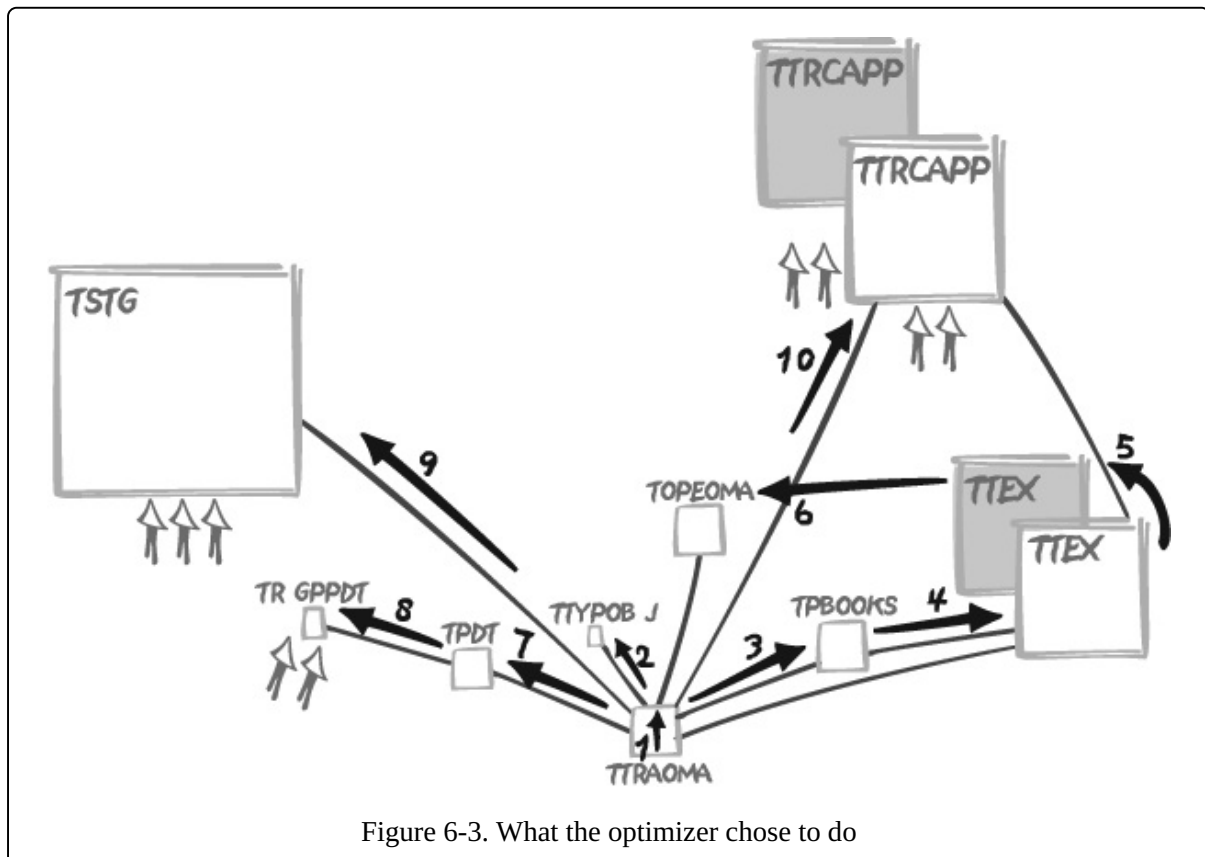 TTRCAPP
TTRCAPP
TSTG
10
9
5
TOPEOMA
TTEX
6
TTEX
TR GPPDT
8
TTYPOB J
TPBOOKS
4
TPDT
7
2
3
1
TTRAOMA
Figure 6-3. What the optimizer chose to do